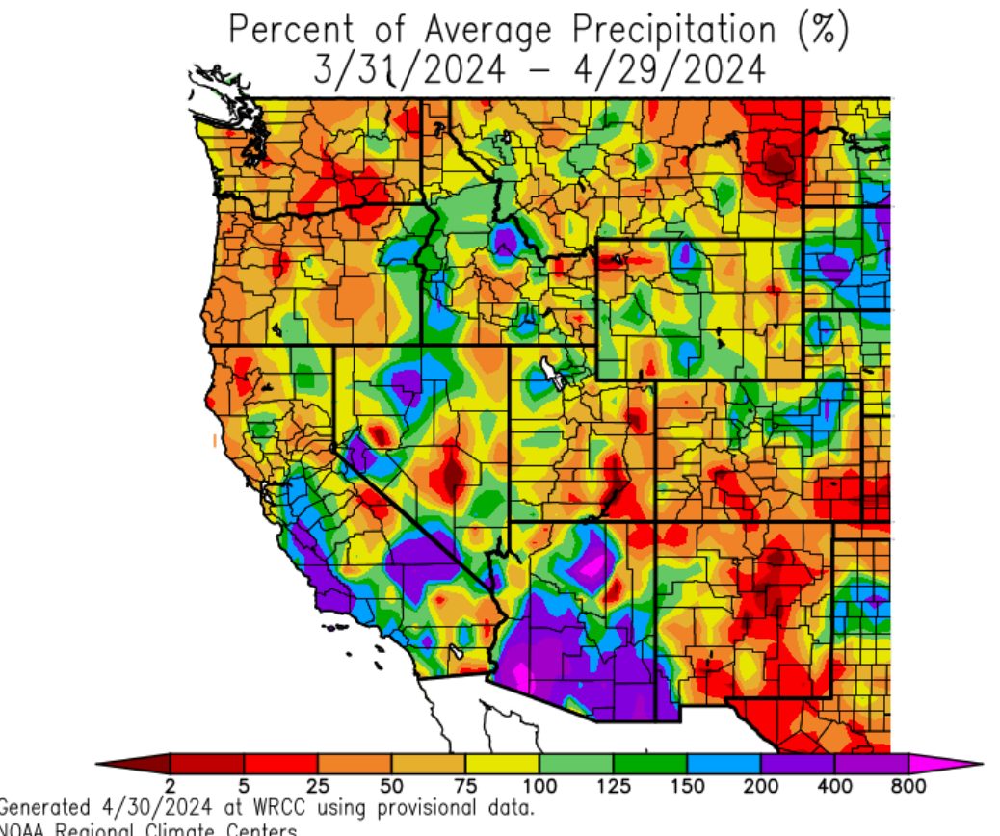 Percent of Average Precipitation (%)
3/31/2024 – 4/29/2024
2 5 25 50 75 100 125 150 200 400 800
Generated 4/30/2024 at WRCC using provisional data.
NOAA Regional Climate Centers